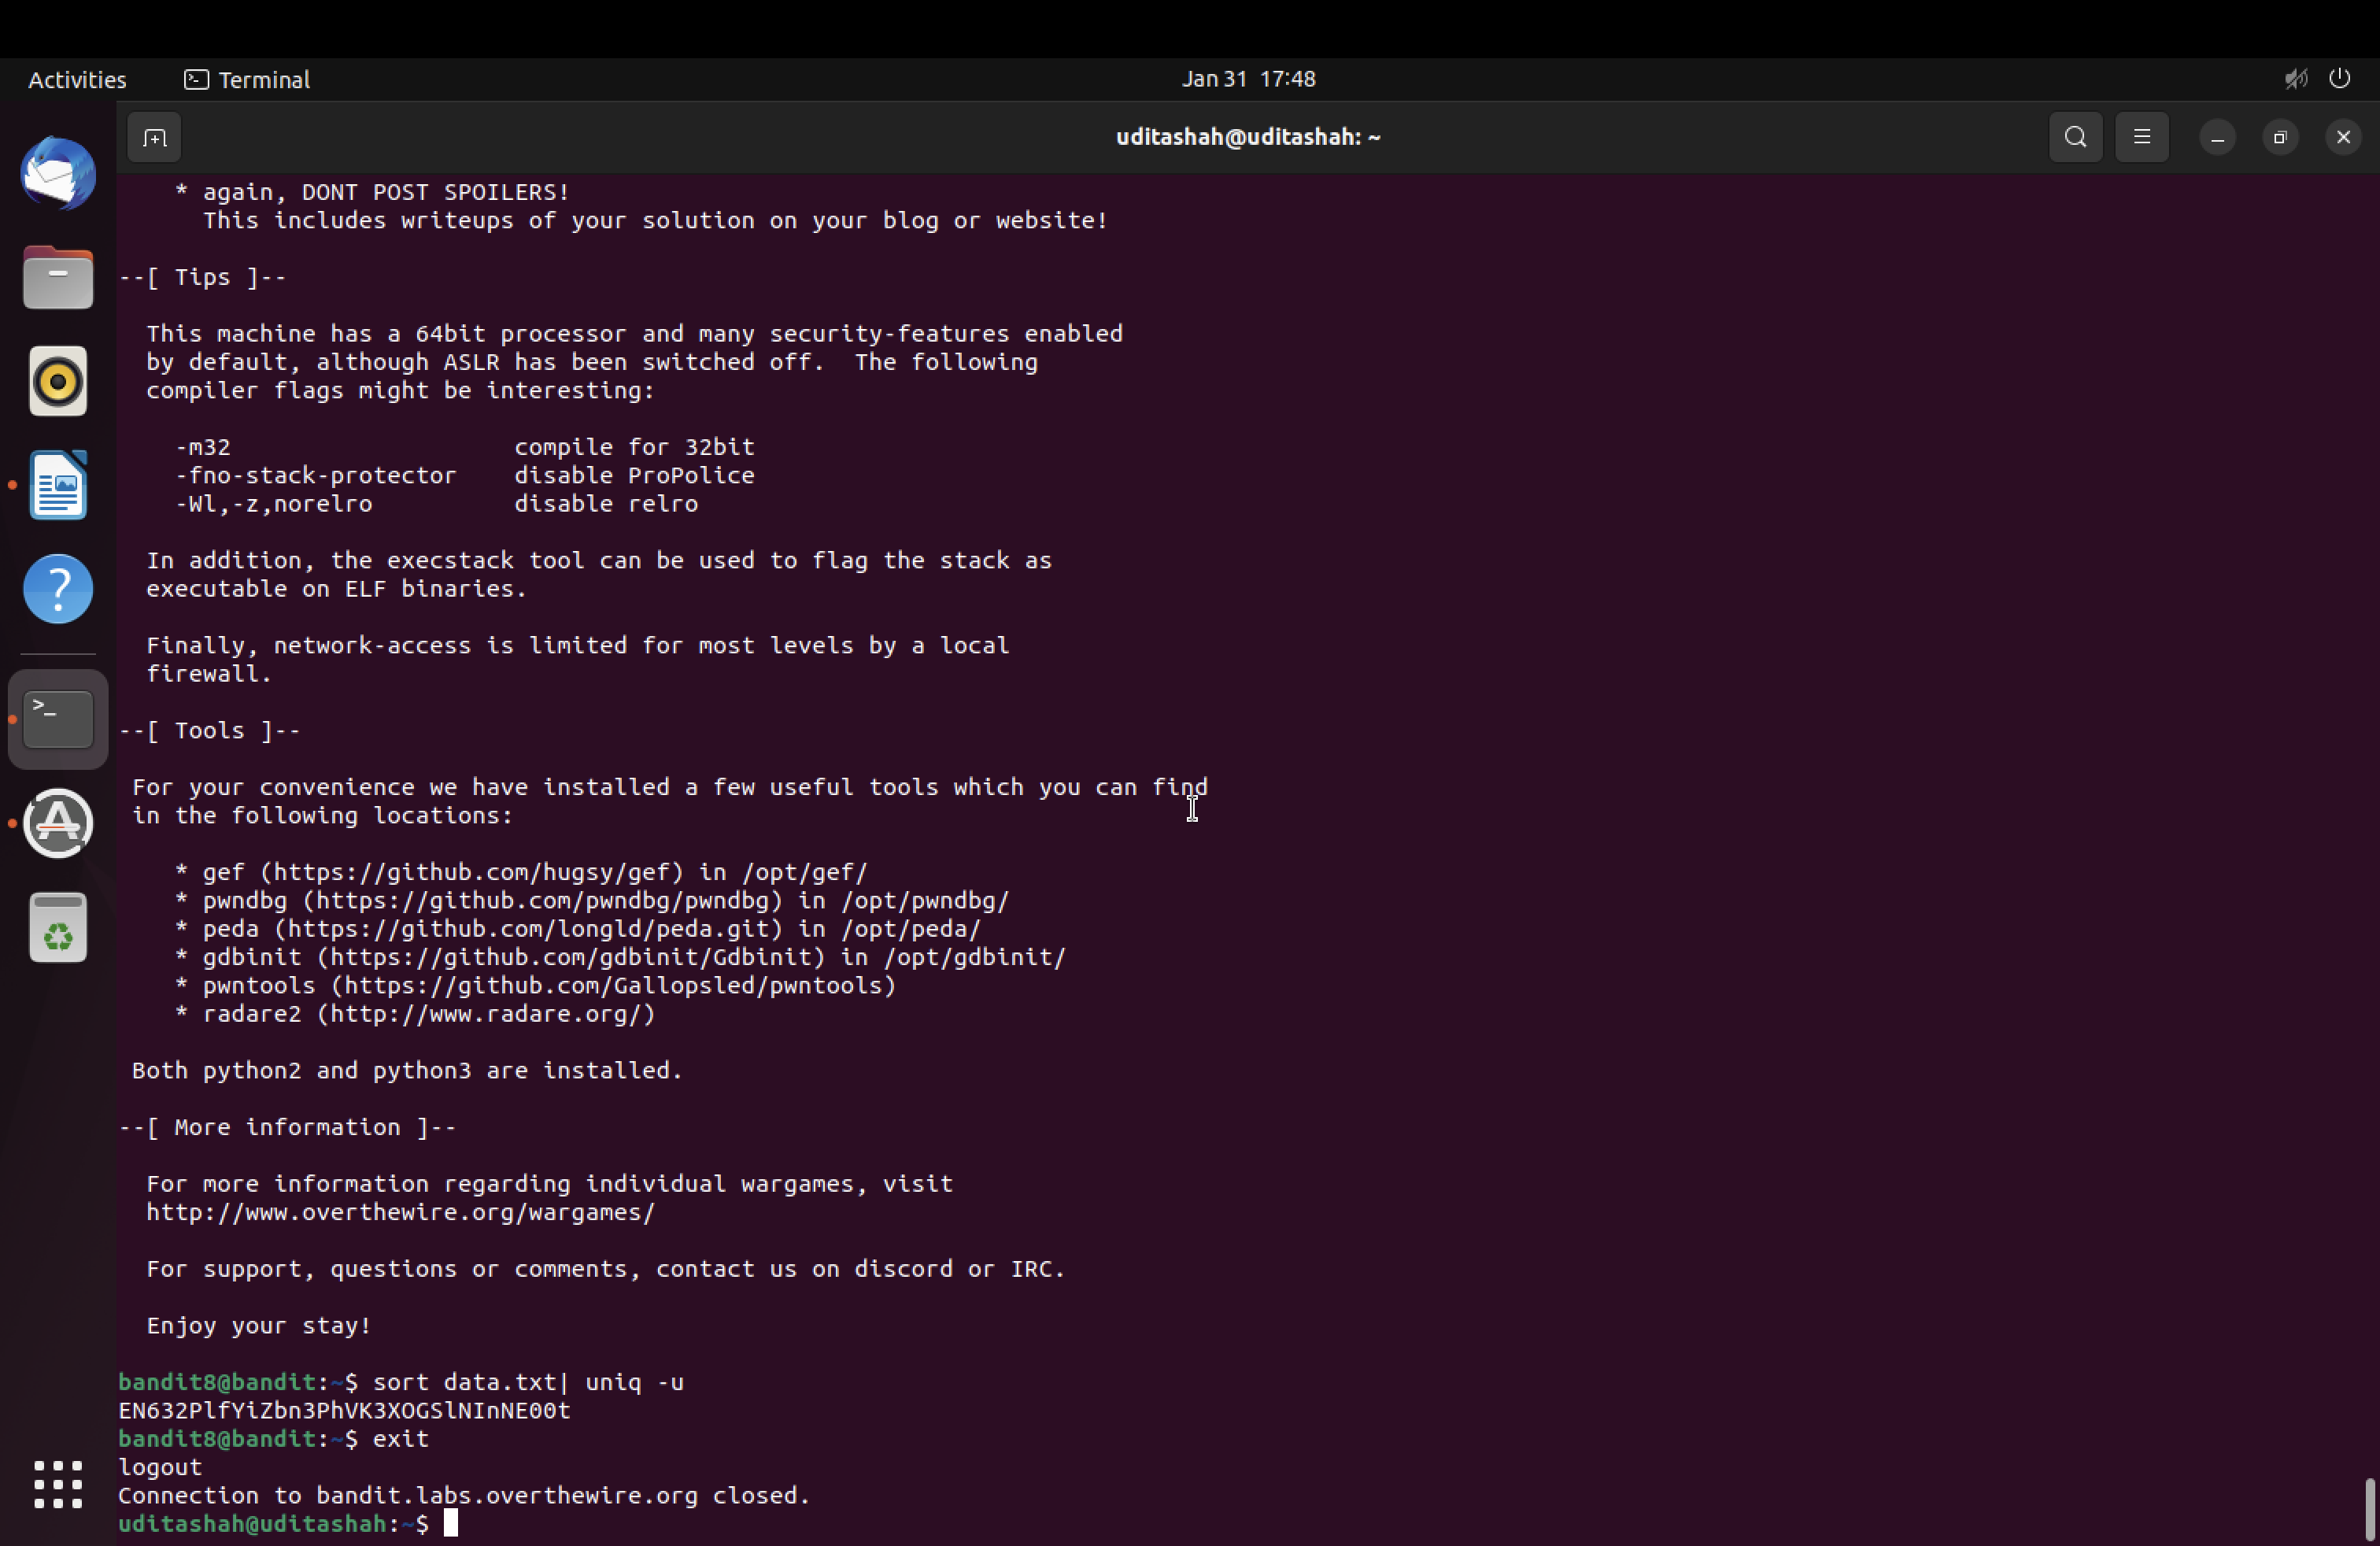 Activities
Terminal
Jan 31 17:48
uditashah@uditashah: ~
* again, DONT POST SPOILERS!
This includes writeups of your solution on your blog or website!
--[ Tips ]--
This machine has a 64bit processor and many security-features enabled
by default, although ASLR has been switched off.  The following
compiler flags might be interesting:
-m32                    compile for 32bit
-fno-stack-protector    disable ProPolice
-Wl,-z,norelro          disable relro
In addition, the execstack tool can be used to flag the stack as
executable on ELF binaries.
Finally, network-access is limited for most levels by a local
firewall.
--[ Tools ]--
For your convenience we have installed a few useful tools which you can find
in the following locations:
* gef (https://github.com/hugsy/gef) in /opt/gef/
* pwndbg (https://github.com/pwndbg/pwndbg) in /opt/pwndbg/
* peda (https://github.com/longld/peda.git) in /opt/peda/
* gdbinit (https://github.com/gdbinit/Gdbinit) in /opt/gdbinit/
* pwntools (https://github.com/Gallopsled/pwntools)
* radare2 (http://www.radare.org/)
Both python2 and python3 are installed.
--[ More information ]--
For more information regarding individual wargames, visit
http://www.overthewire.org/wargames/
For support, questions or comments, contact us on discord or IRC.
Enjoy your stay!
bandit8@bandit:~$ sort data.txt| uniq -u
EN632PlfYiZbn3PhVK3XOGSlNInNE00t
bandit8@bandit:~$ exit
logout
Connection to bandit.labs.overthewire.org closed.
uditashah@uditashah:~$